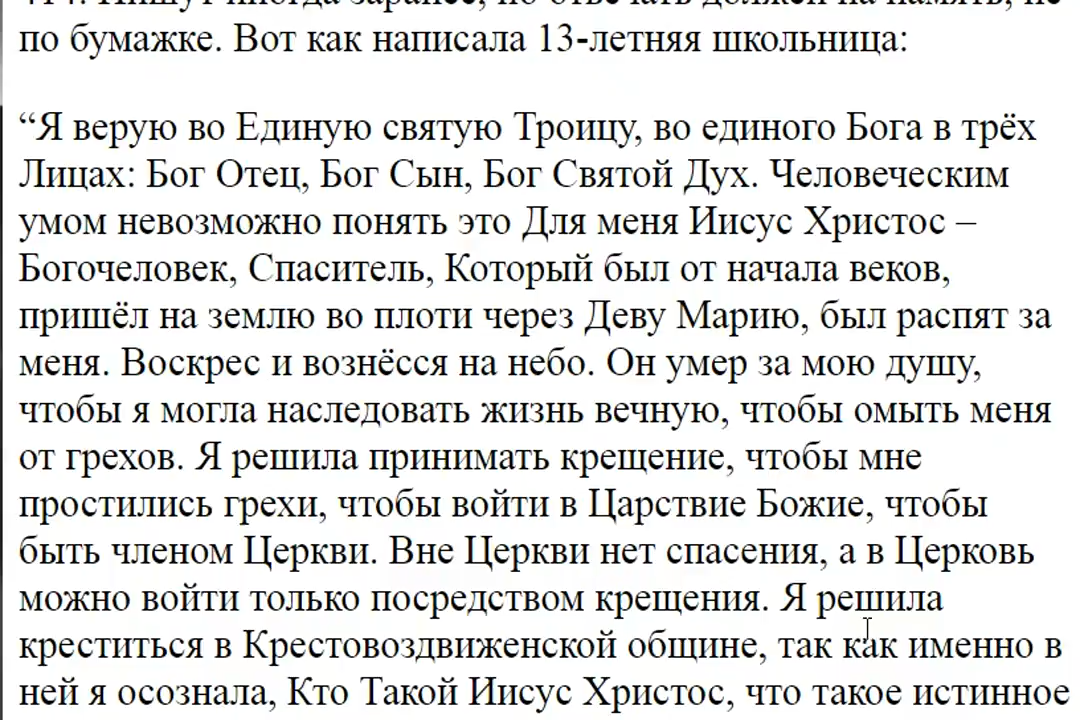 по бумажке. Вот как написала 13-летняя школьница:
“Я верую во Единую святую Троицу, во единого Бога в трёх
Лицах: Бог Отец, Бог Сын, Бог Святой Дух. Человеческим
умом невозможно понять это Для меня Иисус Христос –
Богочеловек, Спаситель, Который был от начала веков,
пришёл на землю во плоти через Деву Марию, был распят за
меня. Воскрес и вознёсся на небо. Он умер за мою душу,
чтобы я могла наследовать жизнь вечную, чтобы омыть меня
от грехов. Я решила принимать крещение, чтобы мне
простились грехи, чтобы войти в Царствие Божие, чтобы
быть членом Церкви. Вне Церкви нет спасения, а в Церковь
можно войти только посредством крещения. Я решила
креститься в Крестовоздвиженской общине, так как именно в
ней я осознала, Кто Такой Иисус Христос, что такое истинное